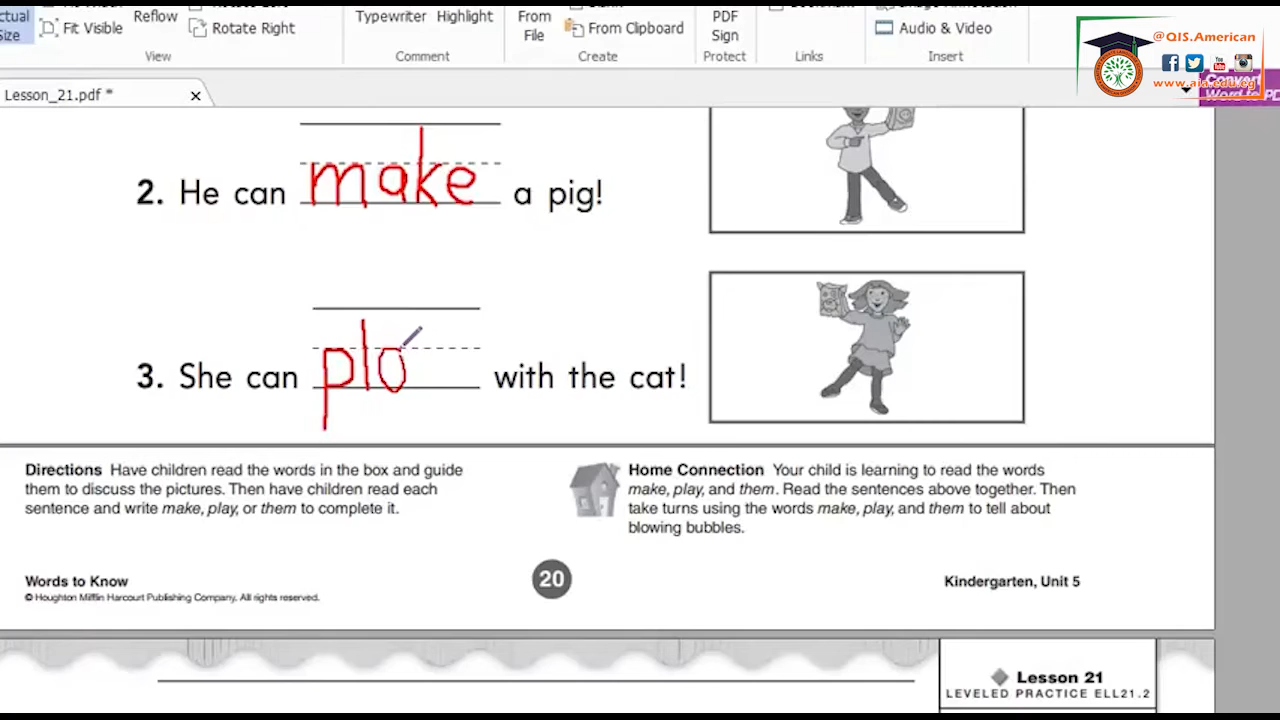 Reflow
Rotate Right
Typewriter
Highlight
From
File
From Clipboard
PDF
Sign
Audio & Video
Size
Fit Visible
View
Comment
Create
Protect
Links
Insert
@QIS.American
www.aia.edu.eg
Lesson_21.pdf *
2. He can make a pig!
3. She can plo with the cat!
Directions Have children read the words in the box and guide
them to discuss the pictures. Then have children read each
sentence and write make, play, or them to complete it.
Home Connection Your child is learning to read the words
make, play, and them. Read the sentences above together. Then
take turns using the words make, play, and them to tell about
blowing bubbles.
Words to Know
© Houghton Mifflin Harcourt Publishing Company. All rights reserved.
20
Kindergarten, Unit 5
Lesson 21
LEVELED PRACTICE ELL21.2